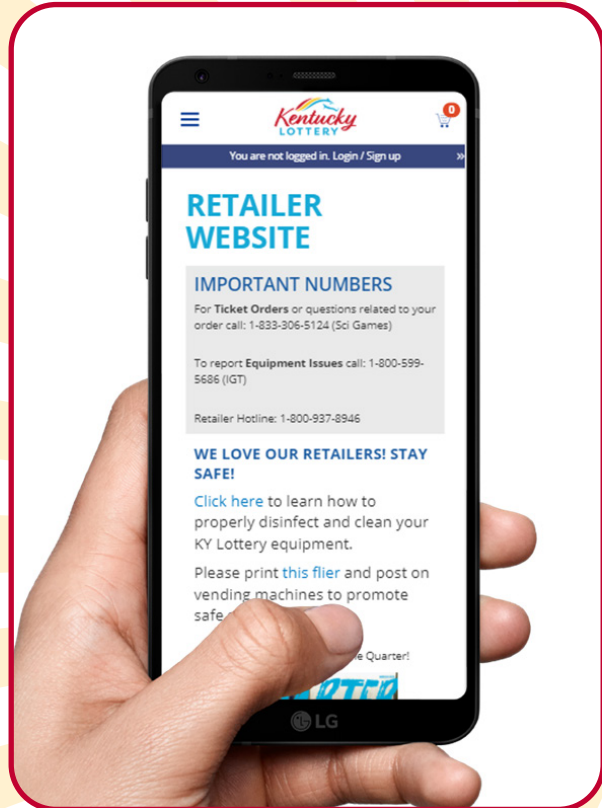 Kentucky
LOTTERY
0
You are not logged in. Login / Sign up »
RETAILER
WEBSITE
IMPORTANT NUMBERS
For Ticket Orders or questions related to your
order call: 1-833-306-5124 (Sci Games)
To report Equipment Issues call: 1-800-599-
5686 (IGT)
Retailer Hotline: 1-800-937-8946
WE LOVE OUR RETAILERS! STAY
SAFE!
Click here to learn how to
properly disinfect and clean your
KY Lottery equipment.
Please print this flier and post on
vending machines to promote
safe
Quarter!
LG